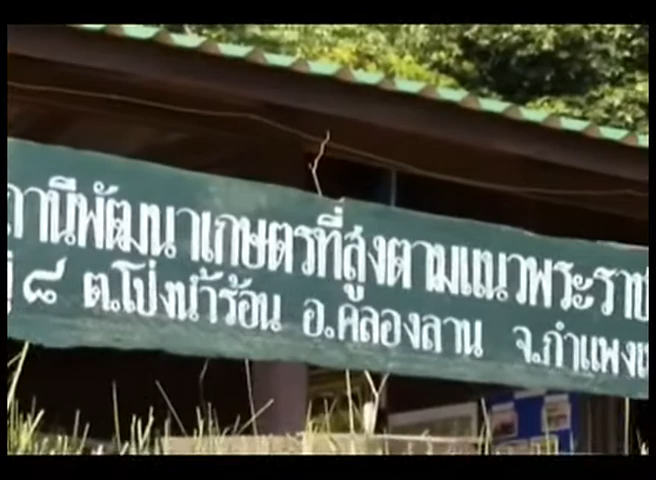 ถานีพัฒนาเกษตรที่สูงตามแนวพระราช
๘ ต.โป่งน้ำร้อน อ.คลองลาน จ.กำแพงเ